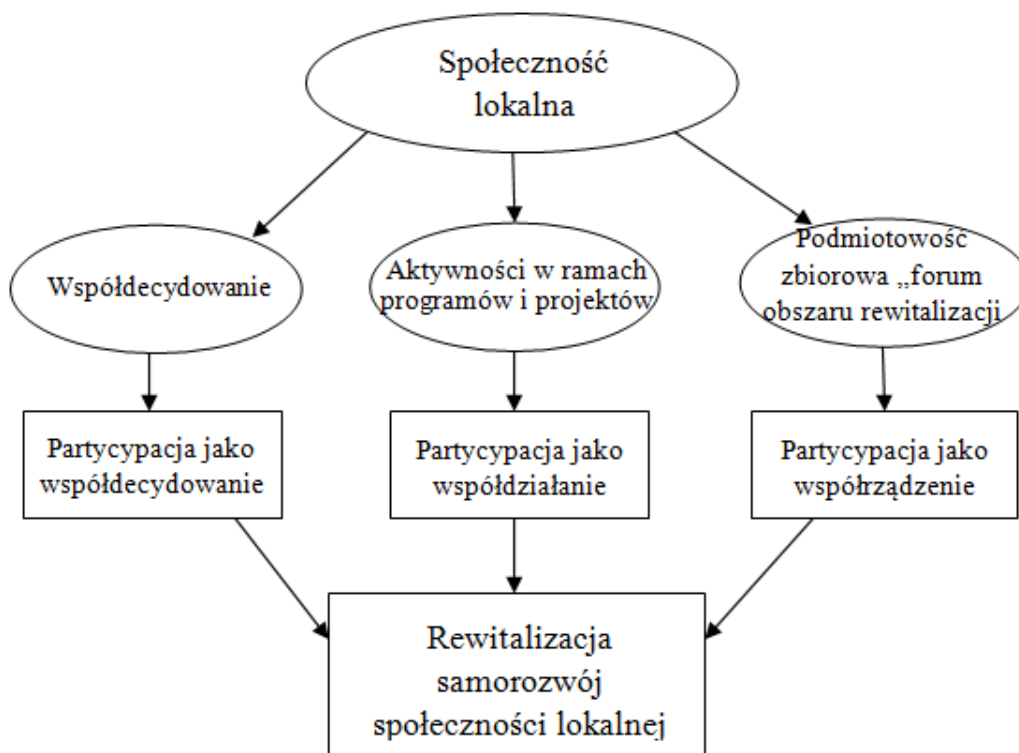 Społeczność
lokalna
Współdecydowanie
Aktywności w ramach
programów i projektów
Podmiotowość
zbiorowa „forum
obszaru rewitalizacji
Partycypacja jako
współdecydowanie
Partycypacja jako
współdziałanie
Partycypacja jako
współrządzenie
Rewitalizacja
samorozwój
społeczności lokalnej